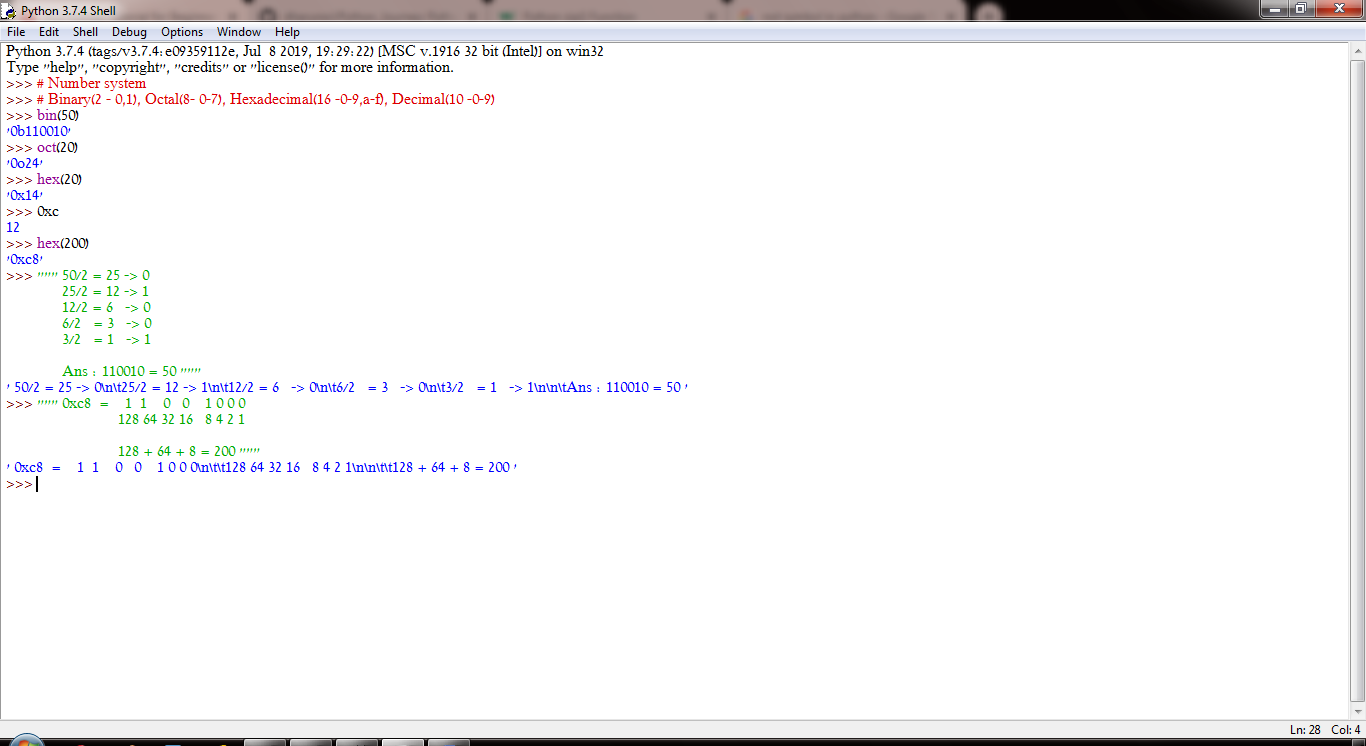 Python 3.7.4 Shell
File Edit Shell Debug Options Window Help
Python 3.7.4 (tags/v3.7.4:e09359112e, Jul  8 2019, 19:29:22) [MSC v.1916 32 bit (Intel)] on win32
Type "help", "copyright", "credits" or "license()" for more information.
>>> # Number system
>>> # Binary(2 - 0,1), Octal(8- 0-7), Hexadecimal(16 -0-9,a-f), Decimal(10 -0-9)
>>> bin(50)
'0b110010'
>>> oct(20)
'0o24'
>>> hex(20)
'0x14'
>>> 0xc
12
>>> hex(200)
'0xc8'
>>> """ 50/2 = 25 -> 0
25/2 = 12 -> 1
12/2 = 6   -> 0
6/2   = 3   -> 0
3/2   = 1   -> 1
Ans : 110010 = 50 """
' 50/2 = 25 -> 0\n\t25/2 = 12 -> 1\n\t12/2 = 6   -> 0\n\t6/2   = 3   -> 0\n\t3/2   = 1   -> 1\n\n\tAns : 110010 = 50 '
>>> """ 0xc8  =    1  1    0   0    1 0 0 0
128 64 32 16   8 4 2 1
128 + 64 + 8 = 200 """
' 0xc8  =    1  1    0   0    1 0 0 0\n\t\t128 64 32 16   8 4 2 1\n\n\t\t128 + 64 + 8 = 200 '
>>>
Ln: 28 Col: 4